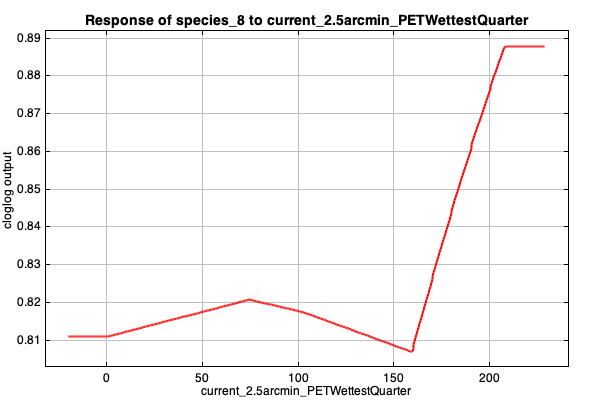 Response of species_8 to current_2.5arcmin_PETWettestQuarter
0.89
0.88
0.87
0.86
0.85
0.84
0.83
0.82
0.81
cloglog output
0 50 100 150 200
current_2.5arcmin_PETWettestQuarter